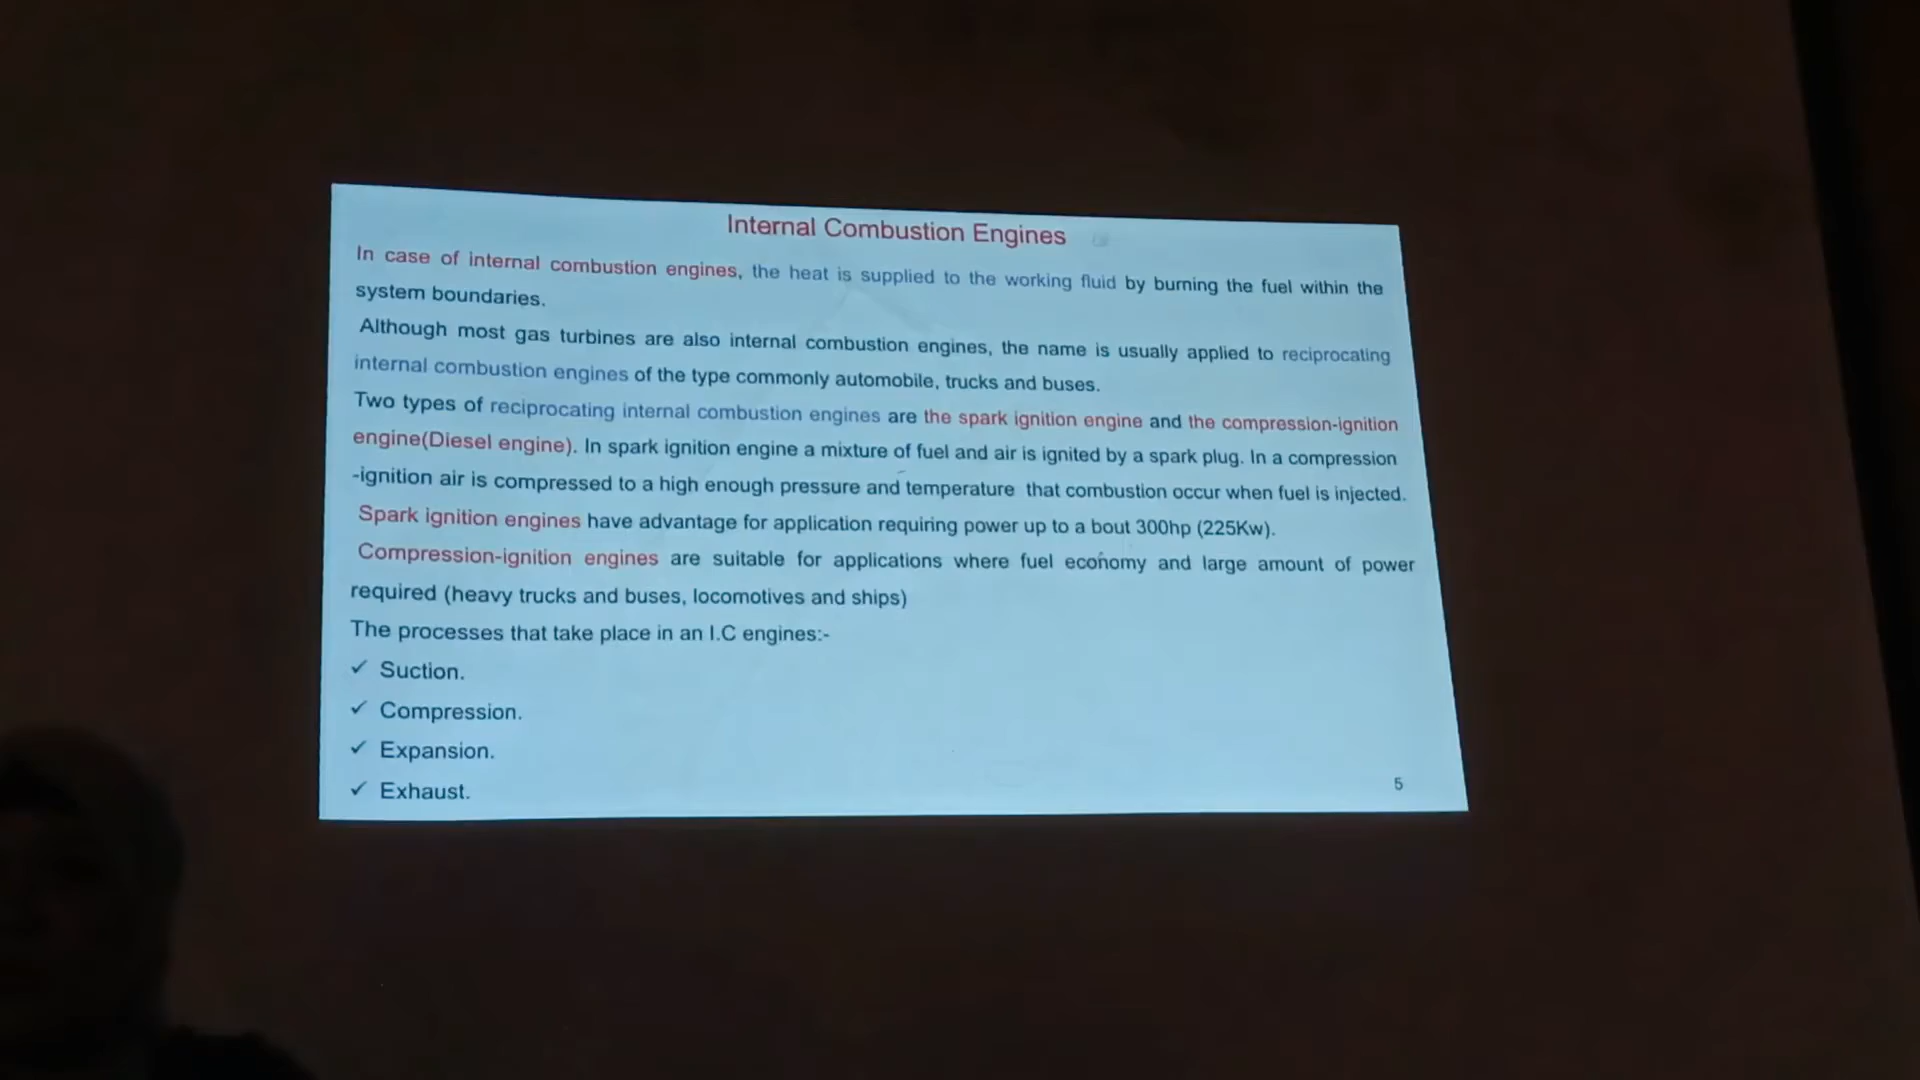 Internal Combustion Engines
In case of internal combustion engines, the heat is supplied to the working fluid by burning the fuel within the
system boundaries.
Although most gas turbines are also internal combustion engines, the name is usually applied to reciprocating
internal combustion engines of the type commonly automobile, trucks and buses.
Two types of reciprocating internal combustion engines are the spark ignition engine and the compression-ignition
engine(Diesel engine). In spark ignition engine a mixture of fuel and air is ignited by a spark plug. In a compression
-ignition air is compressed to a high enough pressure and temperature that combustion occur when fuel is injected.
Spark ignition engines have advantage for application requiring power up to a bout 300hp (225Kw).
Compression-ignition engines are suitable for applications where fuel economy and large amount of power
required (heavy trucks and buses, locomotives and ships)
The processes that take place in an I.C engines:-
✓ Suction.
✓ Compression.
✓ Expansion.
✓ Exhaust.
5